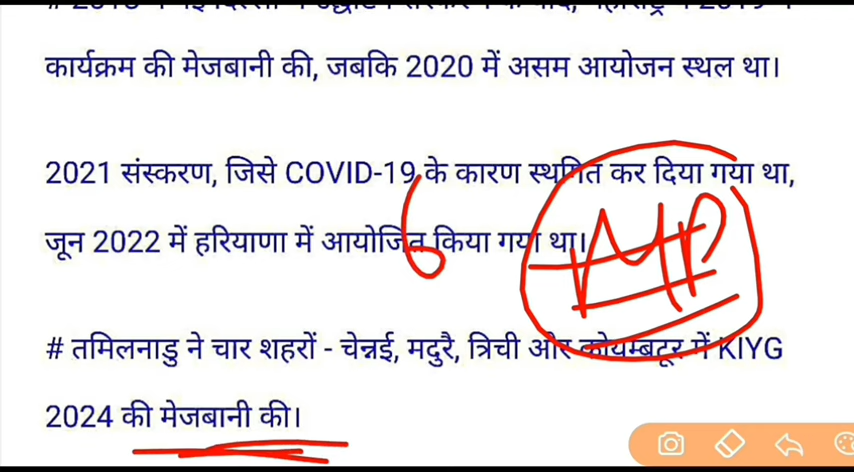 कार्यक्रम की मेजबानी की, जबकि 2020 में असम आयोजन स्थल था।
2021 संस्करण, जिसे COVID-19 के कारण स्थगित कर दिया गया था,
जून 2022 में हरियाणा में आयोजित किया गया था।
6
MP
# तमिलनाडु ने चार शहरों - चेन्नई, मदुरै, त्रिची और कोयम्बटूर में KIYG
2024 की मेजबानी की।